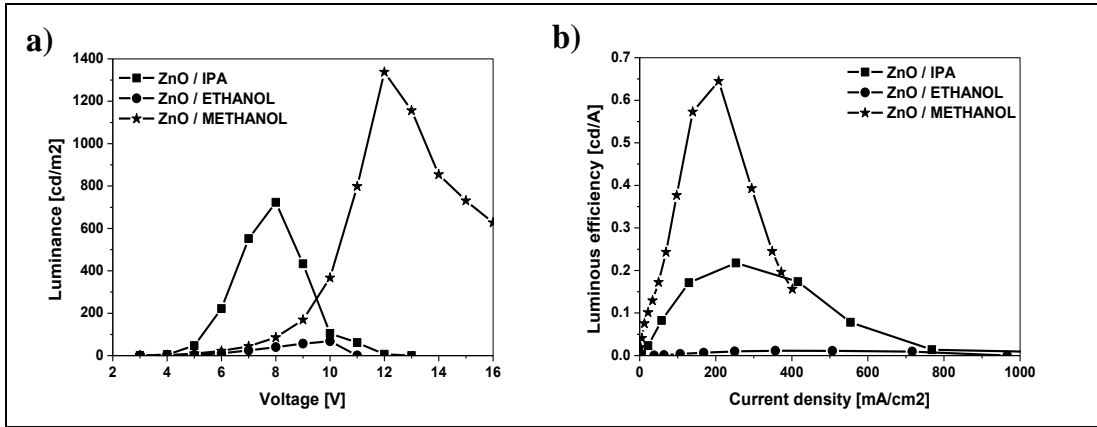 a)
1400
1200
1000
800
600
400
200
0
2 4 6 8 10 12 14 16
Voltage [V]
Luminance [cd/m2]
ZnO / IPA
ZnO / ETHANOL
ZnO / METHANOL
b)
0.7
0.6
0.5
0.4
0.3
0.2
0.1
0.0
0 200 400 600 800 1000
Current density [mA/cm2]
Luminous efficiency [cd/A]
ZnO / IPA
ZnO / ETHANOL
ZnO / METHANOL